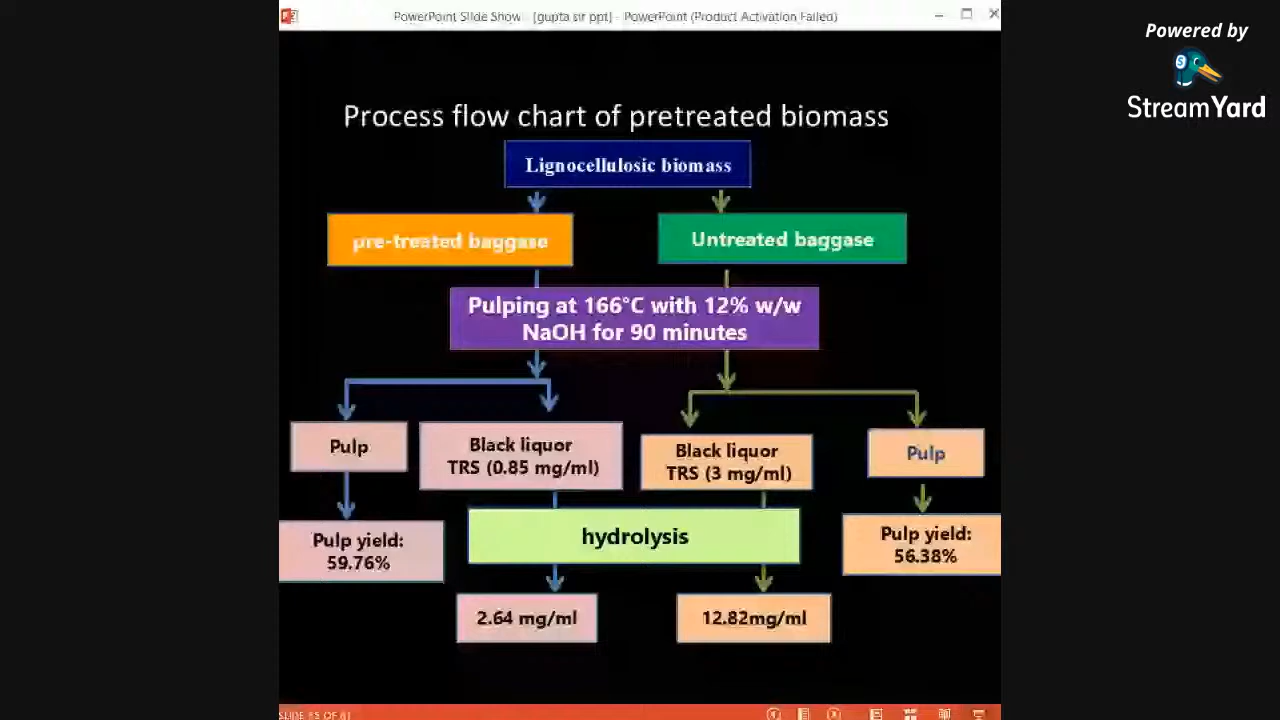 PowerPoint Slide Show - [gupta sir ppt] - PowerPoint (Product Activation Failed)
Powered by
StreamYard
Process flow chart of pretreated biomass
Lignocellulosic biomass
pre-treated baggase
Untreated baggase
Pulping at 166°C with 12% w/w
NaOH for 90 minutes
Pulp
Black liquor
TRS (0.85 mg/ml)
Black liquor
TRS (3 mg/ml)
Pulp
Pulp yield:
59.76%
hydrolysis
Pulp yield:
56.38%
2.64 mg/ml
12.82mg/ml